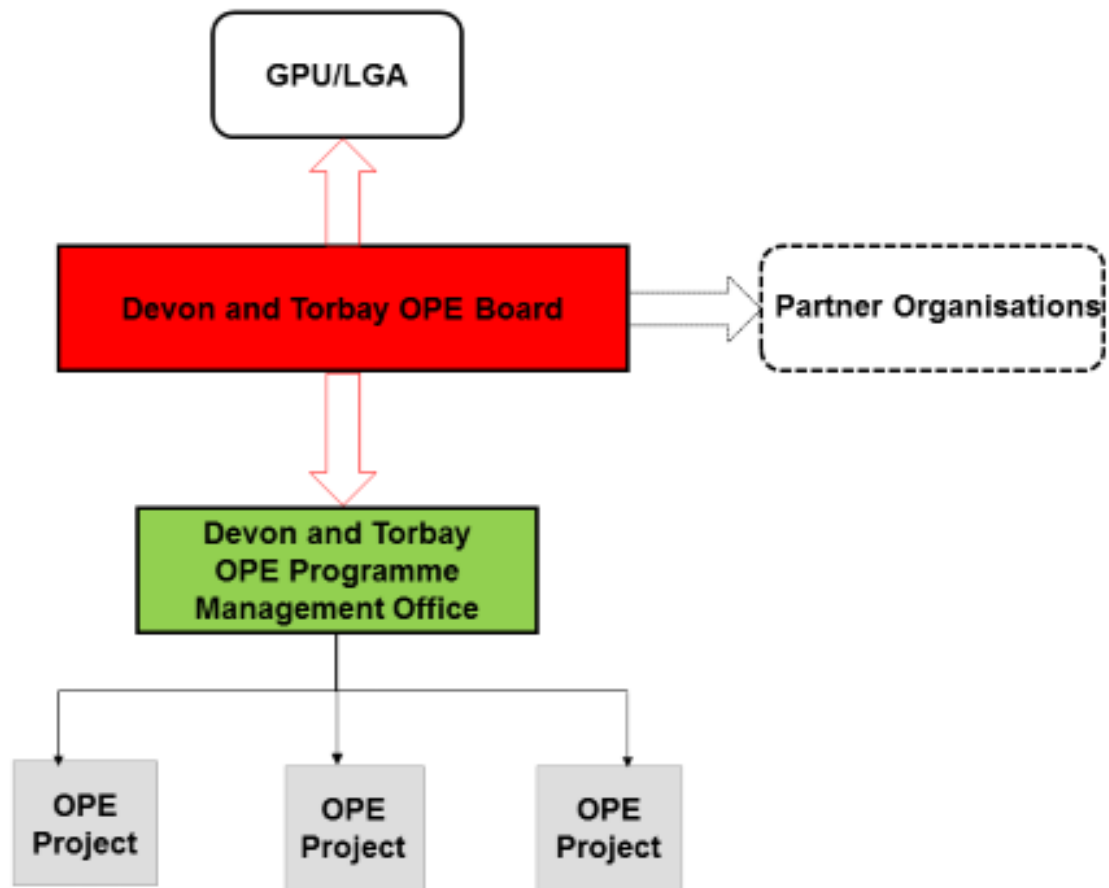 GPU/LGA
Devon and Torbay OPE Board
Partner Organisations
Devon and Torbay
OPE Programme
Management Office
OPE
Project
OPE
Project
OPE
Project